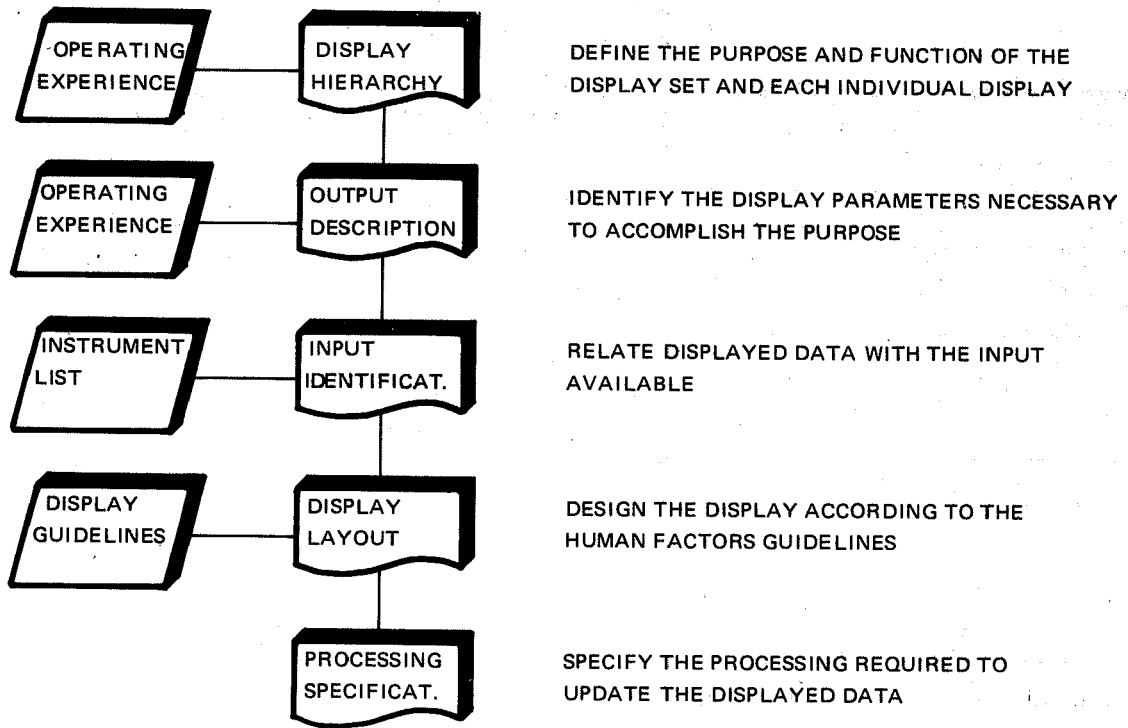 OPERATING
EXPERIENCE
DISPLAY
HIERARCHY
DEFINE THE PURPOSE AND FUNCTION OF THE
DISPLAY SET AND EACH INDIVIDUAL DISPLAY
OPERATING
EXPERIENCE
OUTPUT
DESCRIPTION
IDENTIFY THE DISPLAY PARAMETERS NECESSARY
TO ACCOMPLISH THE PURPOSE
INSTRUMENT
LIST
INPUT
IDENTIFICAT.
RELATE DISPLAYED DATA WITH THE INPUT
AVAILABLE
DISPLAY
GUIDELINES
DISPLAY
LAYOUT
DESIGN THE DISPLAY ACCORDING TO THE
HUMAN FACTORS GUIDELINES
PROCESSING
SPECIFICAT.
SPECIFY THE PROCESSING REQUIRED TO
UPDATE THE DISPLAYED DATA